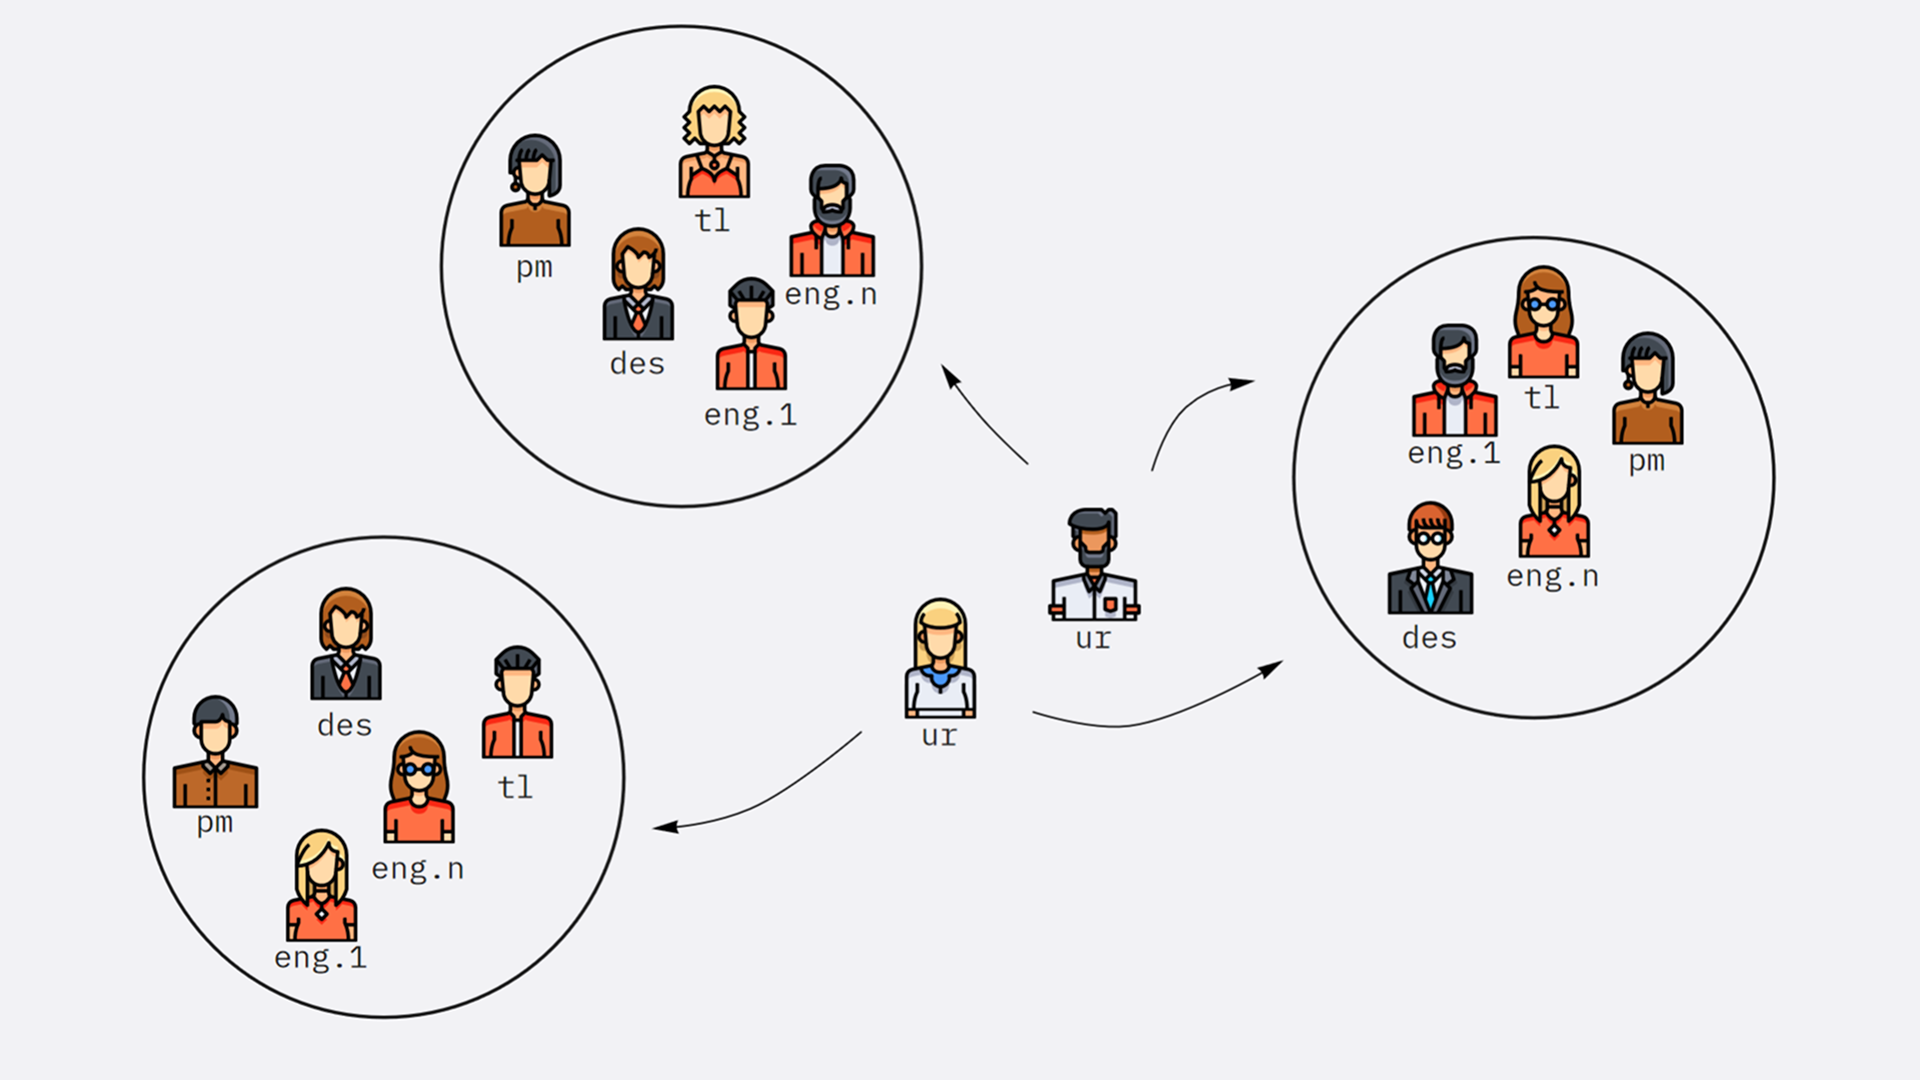 tl
pm
eng.n
des
eng.1
tl
eng.1
pm
eng.n
des
ur
ur
des
tl
pm
eng.n
eng.1